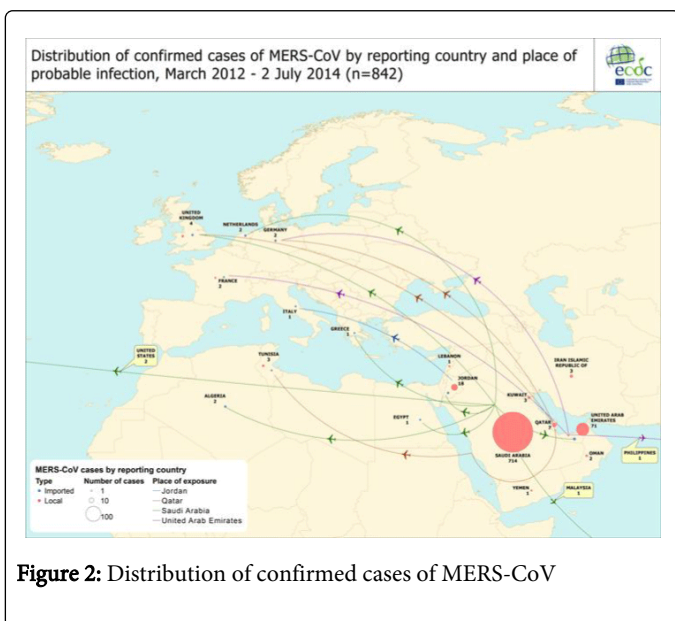 Distribution of confirmed cases of MERS-CoV by reporting country and place of
probable infection, March 2012 - 2 July 2014 (n=842)
ecdc
UNITED
KINGDOM
4
NETHERLANDS
2
GERMANY
2
FRANCE
2
ITALY
1
GREECE
1
UNITED
STATES
2
TUNISIA
3
ALGERIA
2
LEBANON
1
JORDAN
18
IRAN ISLAMIC
REPUBLIC OF
KUWAIT
3
EGYPT
1
QATAR
7
UNITED ARAB
EMIRATES
71
SAUDI ARABIA
714
OMAN
2
PHILIPPINES
1
YEMEN
1
MALAYSIA
1
MERS-CoV cases by reporting country
Type Number of cases Place of exposure
Imported 1 Jordan
Local 10 Qatar
100 Saudi Arabia
United Arab Emirates
Figure 2: Distribution of confirmed cases of MERS-CoV